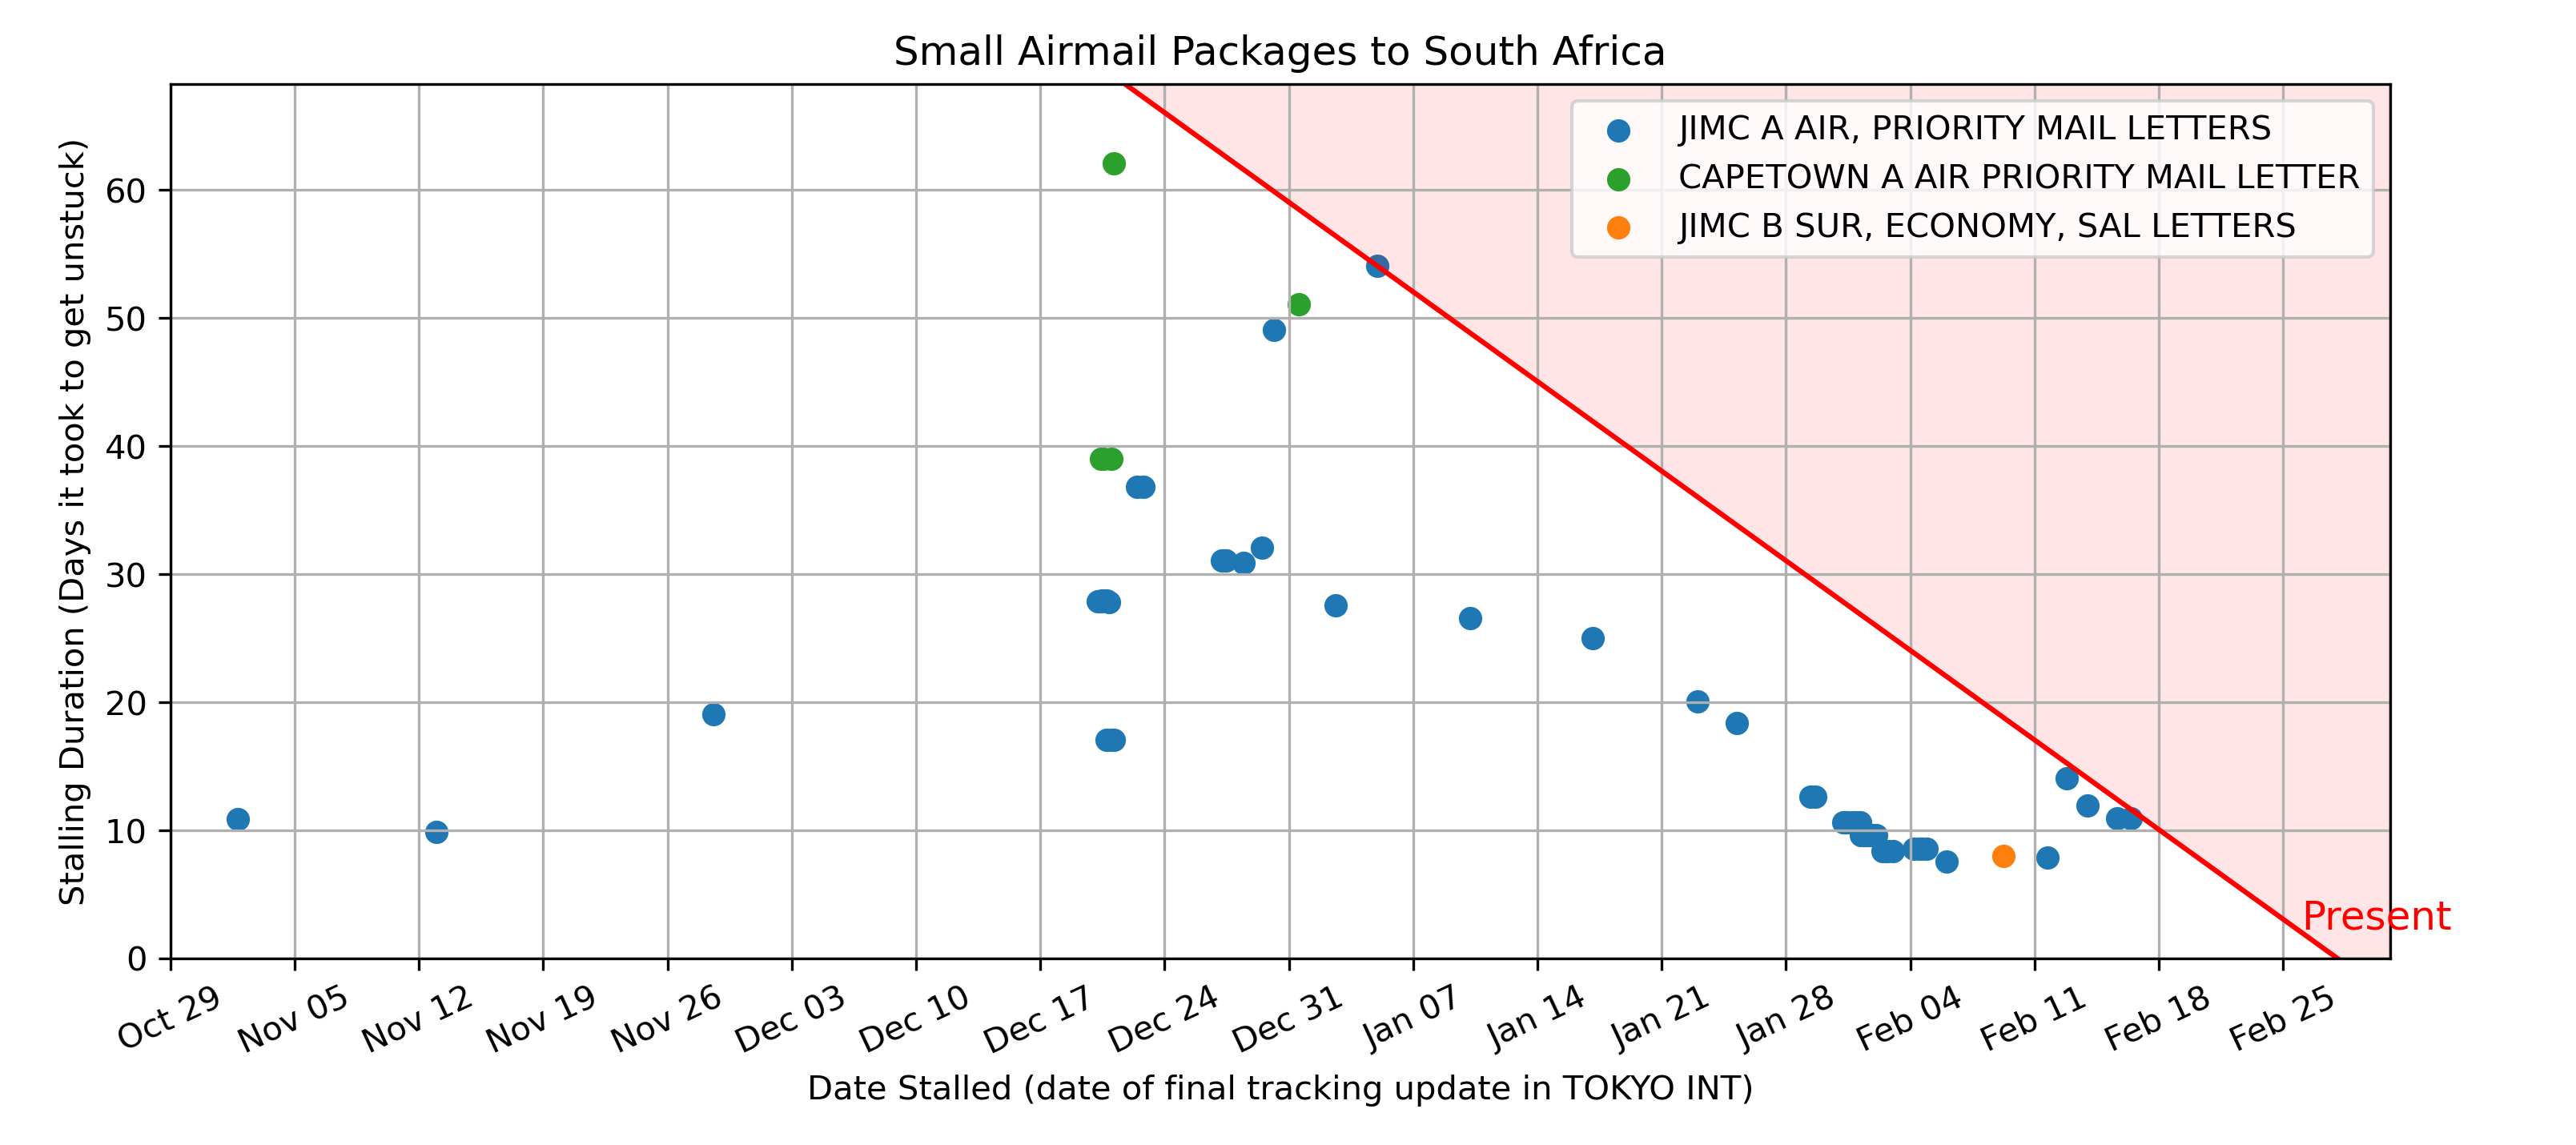 Small Airmail Packages to South Africa
JIMC A AIR, PRIORITY MAIL LETTERS
CAPETOWN A AIR PRIORITY MAIL LETTER
JIMC B SUR, ECONOMY, SAL LETTERS
Stalling Duration (Days it took to get unstuck)
60
50
40
30
20
10
0
Present
Oct 29
Nov 05
Nov 12
Nov 19
Nov 26
Dec 03
Dec 10
Dec 17
Dec 24
Dec 31
Jan 07
Jan 14
Jan 21
Jan 28
Feb 04
Feb 11
Feb 18
Feb 25
Date Stalled (date of final tracking update in TOKYO INT)